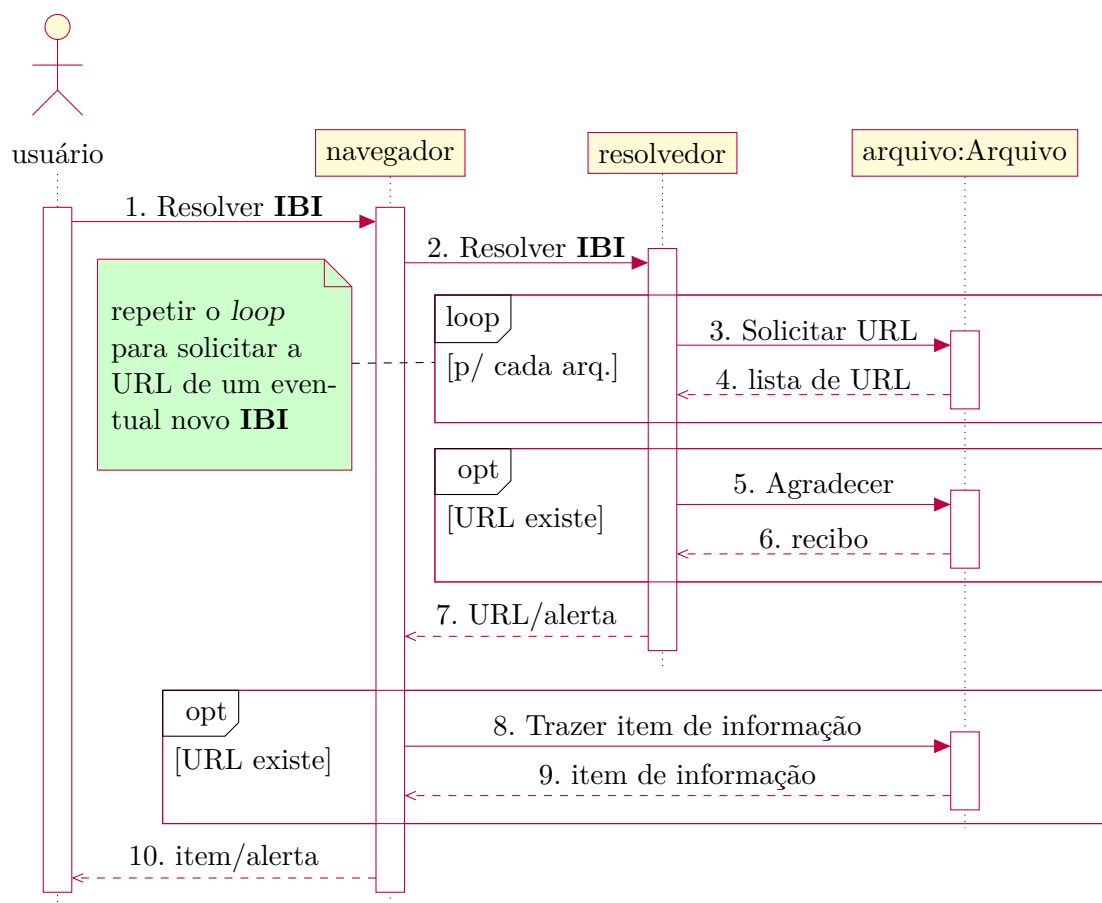 usuário
navegador
resolvedor
arquivo:Arquivo
1. Resolver IBI
2. Resolver IBI
repetir o loop
para solicitar a
URL de um even-
tual novo IBI
loop
[p/ cada arq.]
3. Solicitar URL
4. lista de URL
opt
[URL existe]
5. Agradecer
6. recibo
7. URL/alerta
opt
[URL existe]
8. Trazer item de informação
9. item de informação
10. item/alerta